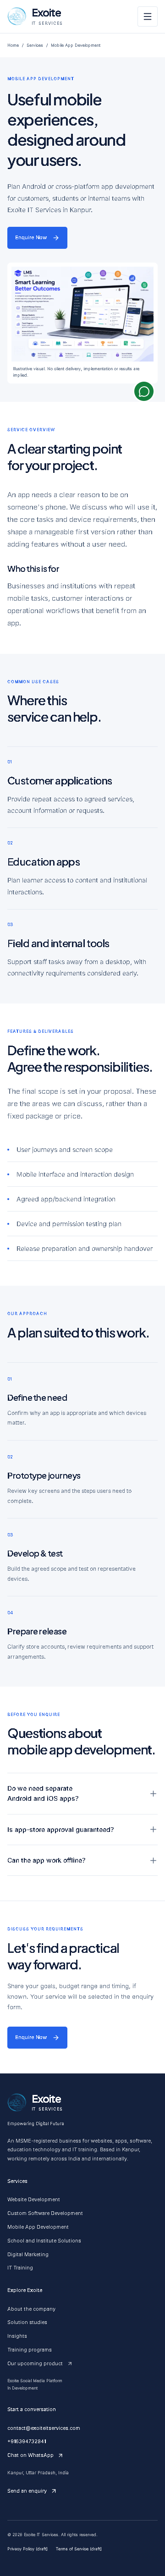 Exoite
IT SERVICES
Home / Services / Mobile App Development
MOBILE APP DEVELOPMENT
Useful mobile
experiences,
designed around
your users.
Plan Android or cross-platform app development
for customers, students or internal teams with
Exoite IT Services in Kanpur.
Enquire Now →
LMS
Smart Learning
Better Outcomes
Illustrative visual. No client delivery, implementation or results are
implied.
SERVICE OVERVIEW
A clear starting point
for your project.
An app needs a clear reason to be on
someone's phone. We discuss who will use it,
the core tasks and device requirements, then
shape a manageable first version rather than
adding features without a user need.
Who this is for
Businesses and institutions with repeat
mobile tasks, customer interactions or
operational workflows that benefit from an
app.
COMMON USE CASES
Where this
service can help.
01
Customer applications
Provide repeat access to agreed services,
account information or requests.
02
Education apps
Plan learner access to content and institutional
interactions.
03
Field and internal tools
Support staff tasks away from a desktop, with
connectivity requirements considered early.
FEATURES & DELIVERABLES
Define the work.
Agree the responsibilities.
The final scope is set in your proposal. These
are the areas we can discuss, rather than a
fixed package or price.
• User journeys and screen scope
• Mobile interface and interaction design
• Agreed app/backend integration
• Device and permission testing plan
• Release preparation and ownership handover
OUR APPROACH
A plan suited to this work.
01
Define the need
Confirm why an app is appropriate and which devices
matter.
02
Prototype journeys
Review key screens and the steps users need to
complete.
03
Develop & test
Build the agreed scope and test on representative
devices.
04
Prepare release
Clarify store accounts, review requirements and support
arrangements.
BEFORE YOU ENQUIRE
Questions about
mobile app development.
Do we need separate
Android and iOS apps? +
Is app-store approval guaranteed? +
Can the app work offline? +
DISCUSS YOUR REQUIREMENTS
Let's find a practical
way forward.
Share your goals, budget range and timing, if
known. Your service will be selected in the enquiry
form.
Enquire Now →
Exoite
IT SERVICES
Empowering Digital Future
An MSME-registered business for websites, apps, software,
education technology and IT training. Based in Kanpur,
working remotely across India and internationally.
Services
Website Development
Custom Software Development
Mobile App Development
School and Institute Solutions
Digital Marketing
IT Training
Explore Exoite
About the company
Solution studies
Insights
Training programs
Our upcoming product ↗
Exoite Social Media Platform
In Development
Start a conversation
contact@exoiteitservices.com
+918394732941
Chat on WhatsApp ↗
Kanpur, Uttar Pradesh, India
Send an enquiry ↗
© 2026 Exoite IT Services. All rights reserved.
Privacy Policy (draft) Terms of Service (draft)